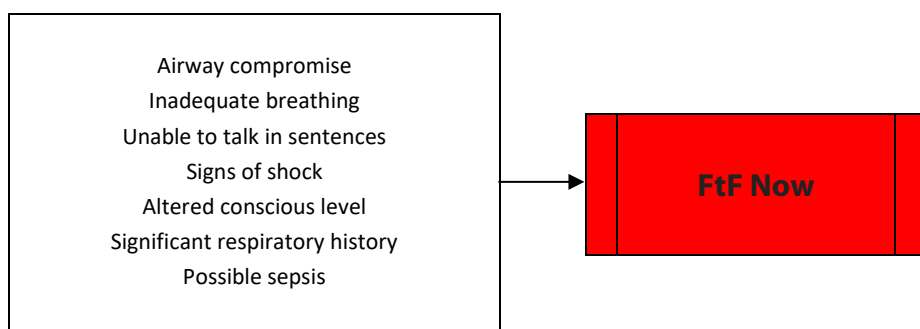 Airway compromise
Inadequate breathing
Unable to talk in sentences
Signs of shock
Altered conscious level
Significant respiratory history
Possible sepsis
FtF Now